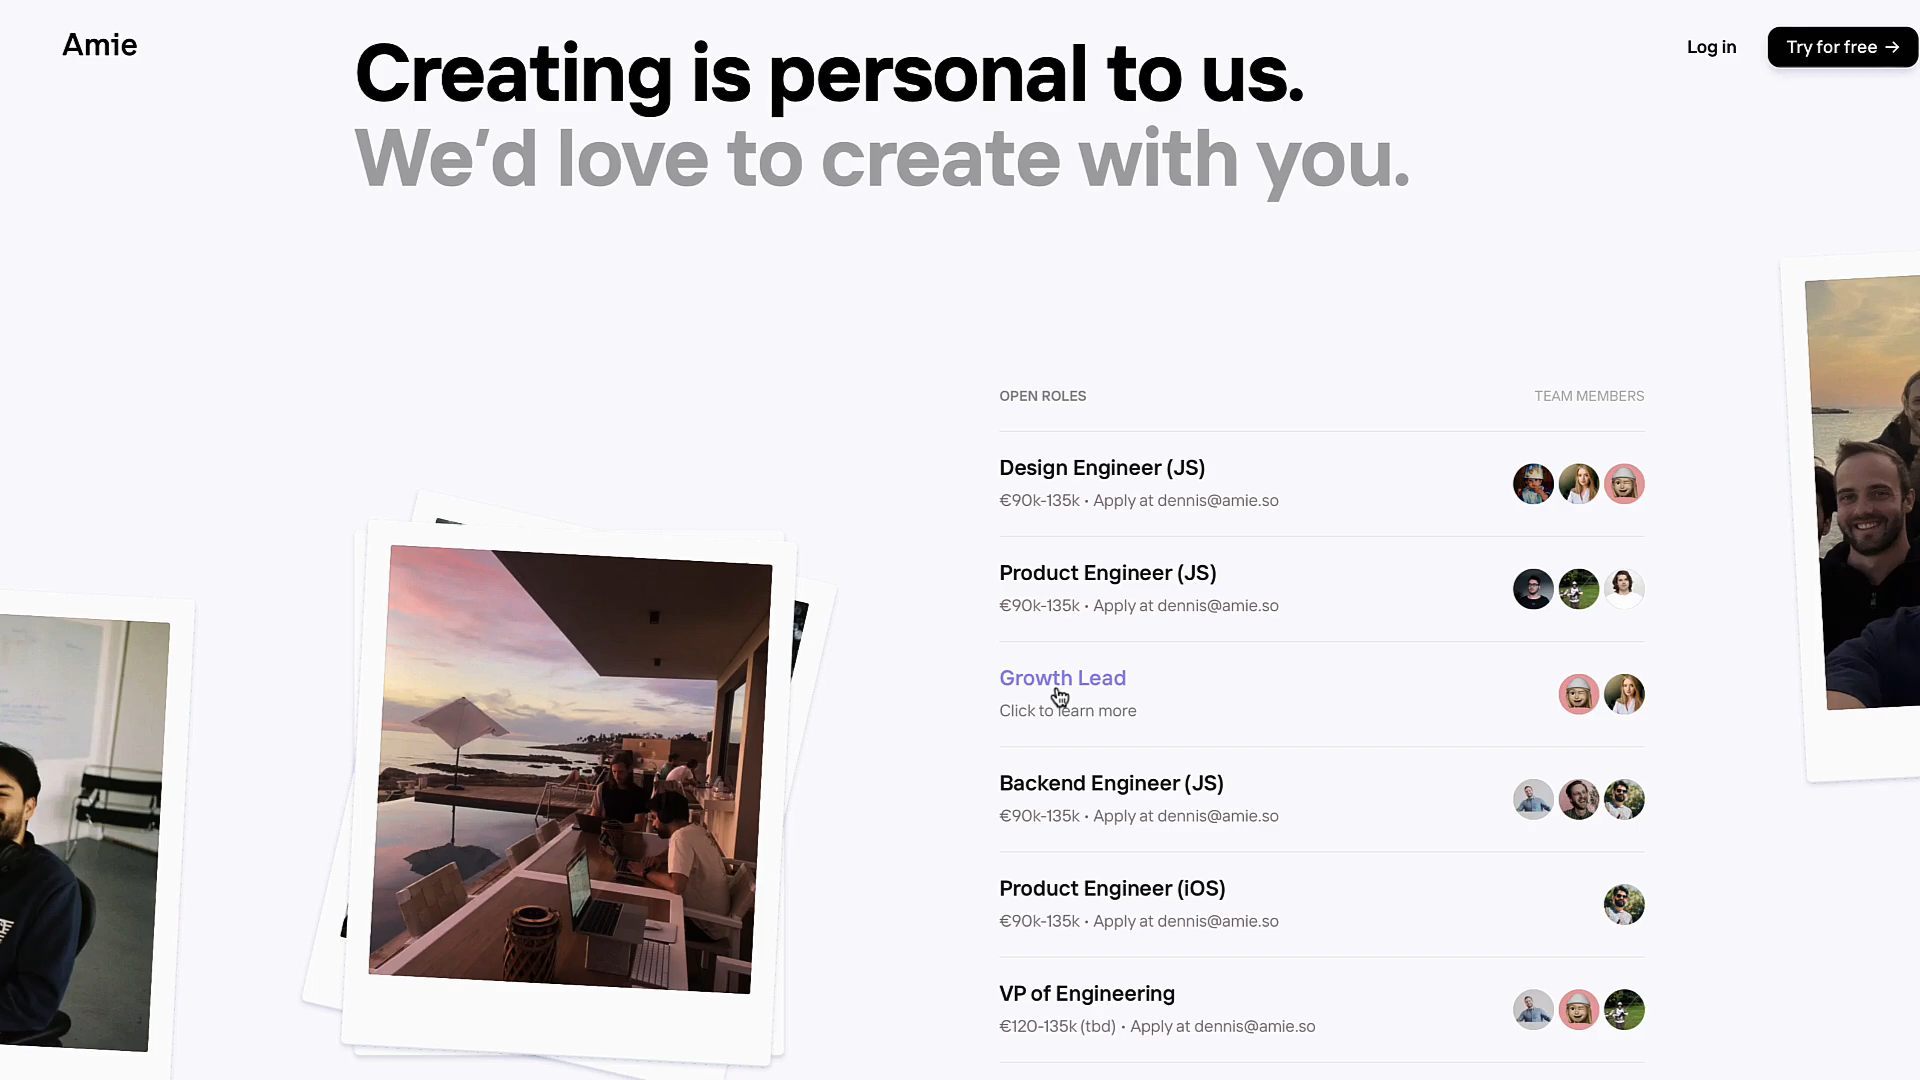 Amie
Log in
Try for free →
Creating is personal to us.
We’d love to create with you.
OPEN ROLES
TEAM MEMBERS
Design Engineer (JS)
€90k-135k • Apply at dennis@amie.so
Product Engineer (JS)
€90k-135k • Apply at dennis@amie.so
Growth Lead
Click to learn more
Backend Engineer (JS)
€90k-135k • Apply at dennis@amie.so
Product Engineer (iOS)
€90k-135k • Apply at dennis@amie.so
VP of Engineering
€120-135k (tbd) • Apply at dennis@amie.so